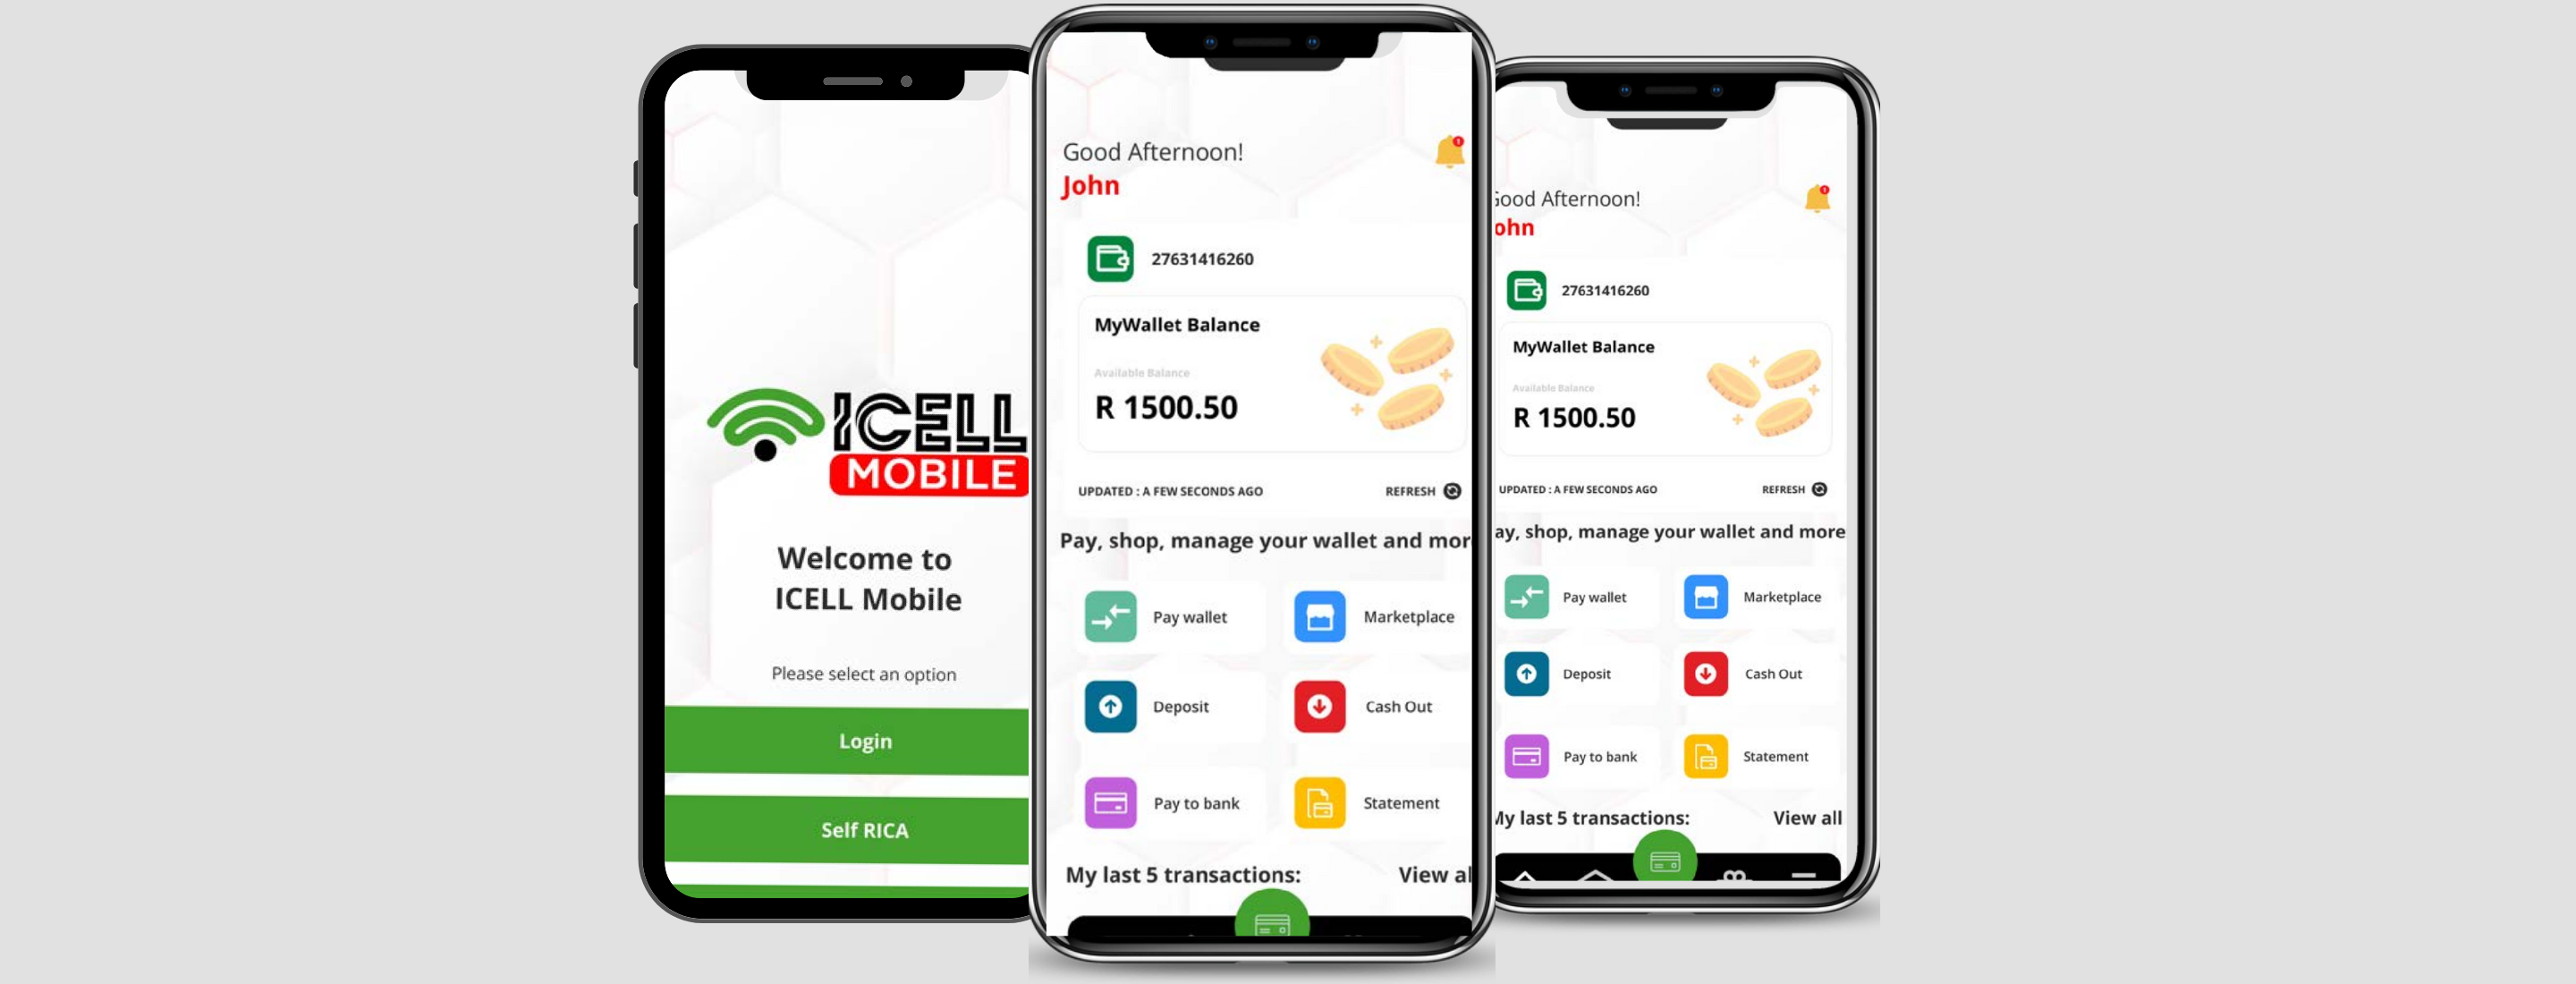 ICELL
MOBILE
Welcome to
ICELL Mobile
Please select an option
Login
Self RICA
Good Afternoon!
John
27631416260
MyWallet Balance
Available Balance
R 1500.50
UPDATED : A FEW SECONDS AGO REFRESH
Pay, shop, manage your wallet and mor
Pay wallet Marketplace
Deposit Cash Out
Pay to bank Statement
My last 5 transactions: View al
ood Afternoon!
ohn
27631416260
MyWallet Balance
Available Balance
R 1500.50
UPDATED : A FEW SECONDS AGO REFRESH
ay, shop, manage your wallet and more
Pay wallet Marketplace
Deposit Cash Out
Pay to bank Statement
My last 5 transactions: View all